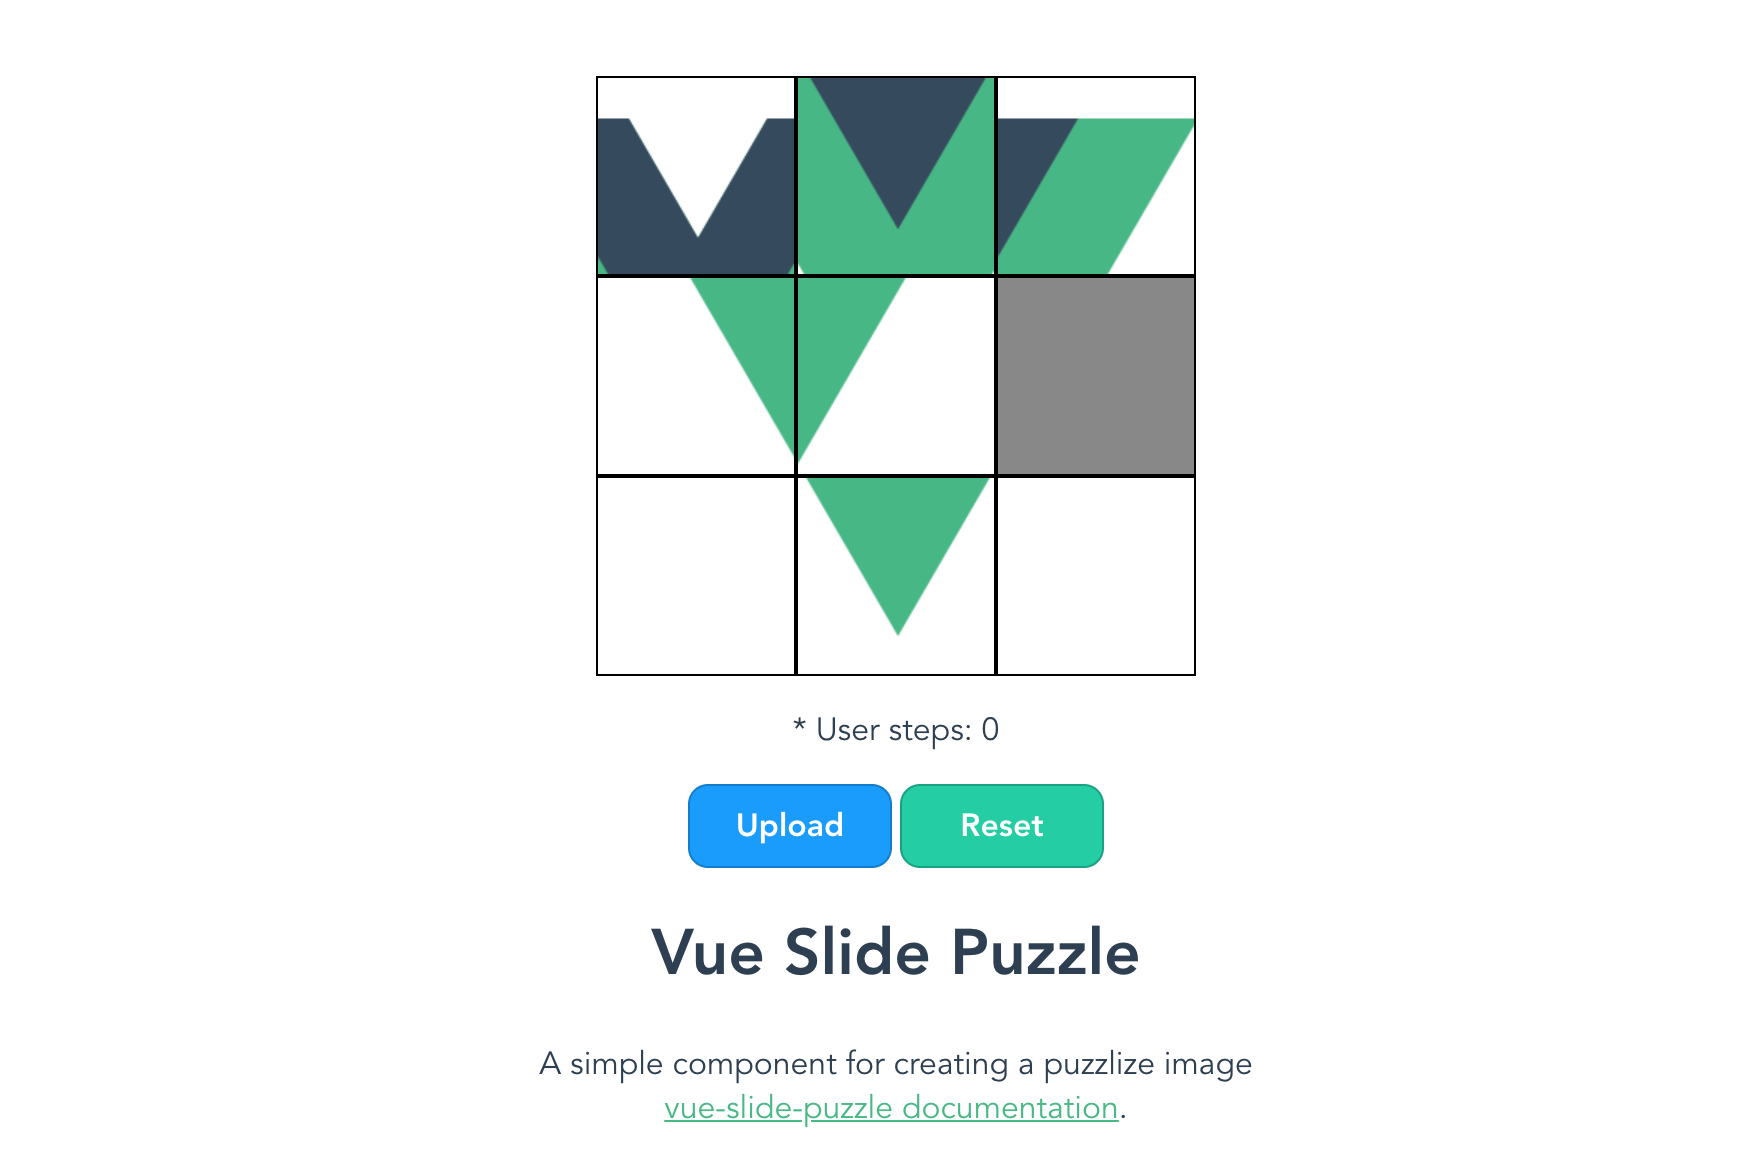 * User steps: 0
Upload Reset
Vue Slide Puzzle
A simple component for creating a puzzlize image
vue-slide-puzzle documentation.